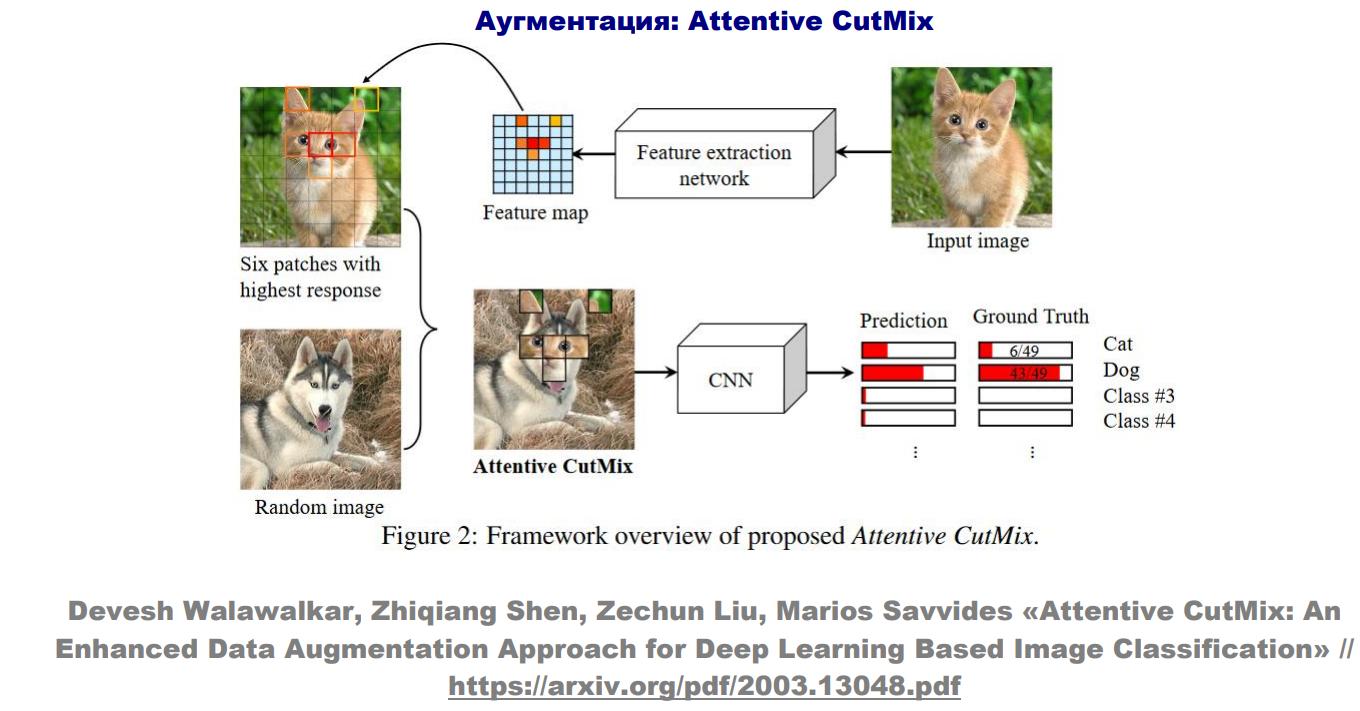 Аугментация: Attentive CutMix
Feature extraction
network
Feature map
Input image
Six patches with
highest response
Prediction
Ground Truth
6/49
Cat
43/49
Dog
Class #3
Class #4
CNN
Attentive CutMix
Random image
Figure 2: Framework overview of proposed Attentive CutMix.
Devesh Walawalkar, Zhiqiang Shen, Zechun Liu, Marios Savvides «Attentive CutMix: An
Enhanced Data Augmentation Approach for Deep Learning Based Image Classification» //
https://arxiv.org/pdf/2003.13048.pdf